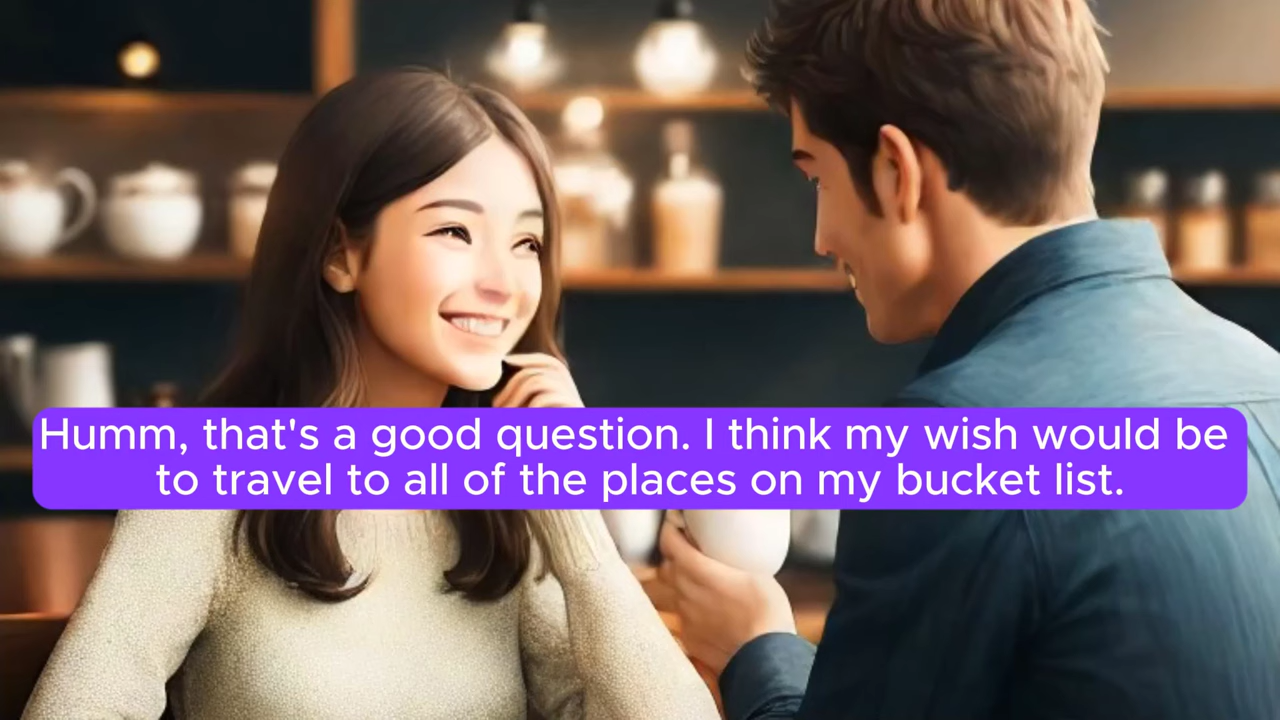 Humm, that's a good question. I think my wish would be
to travel to all of the places on my bucket list.